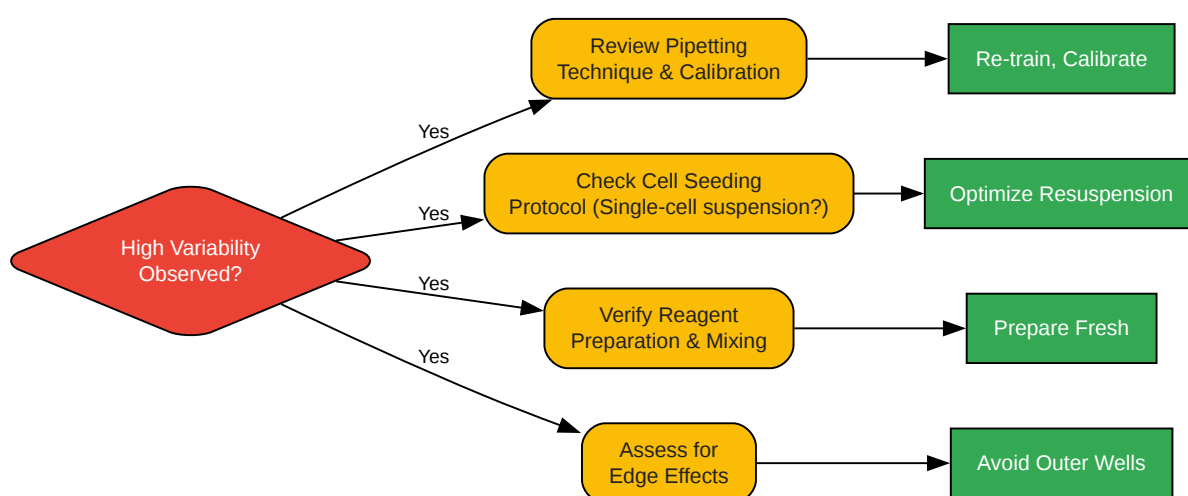 Review Pipetting
Technique & Calibration
Re-train, Calibrate
Yes
Check Cell Seeding
Protocol (Single-cell suspension?)
Optimize Resuspension
Yes
High Variability
Observed?
Yes
Verify Reagent
Preparation & Mixing
Prepare Fresh
Yes
Assess for
Edge Effects
Avoid Outer Wells